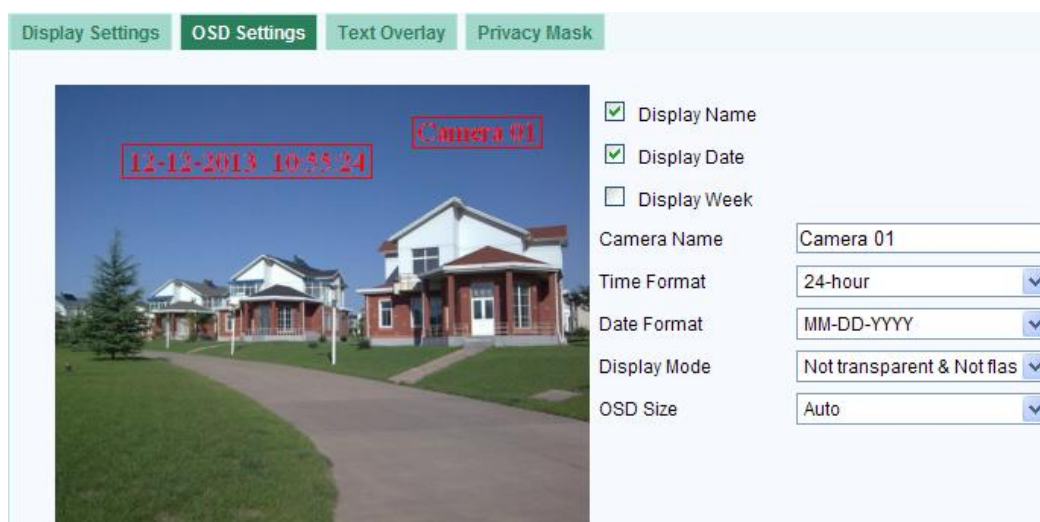 Display Settings OSD Settings Text Overlay Privacy Mask
Camera 01
12-12-2013 10:55:24
Display Name
Display Date
Display Week
Camera Name Camera 01
Time Format 24-hour
Date Format MM-DD-YYYY
Display Mode Not transparent & Not flas
OSD Size Auto